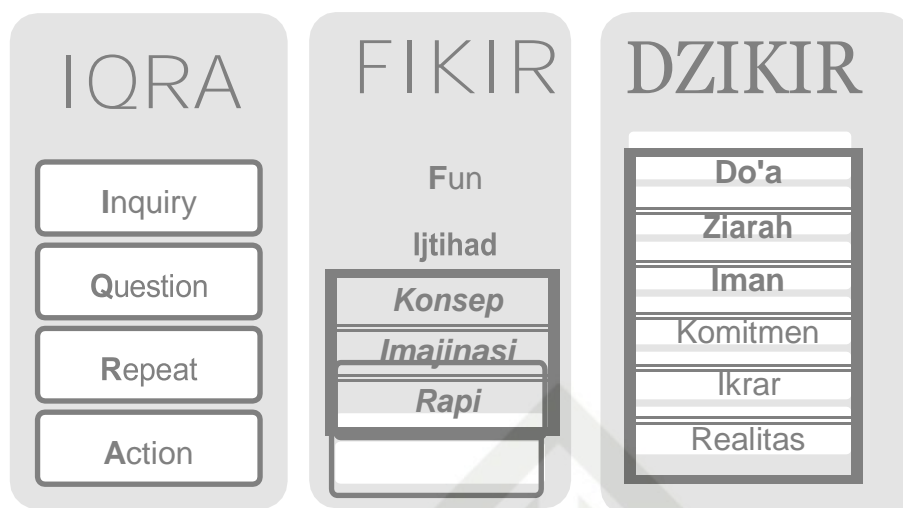 IQRA
Inquiry
Question
Repeat
Action
FIKIR
Fun
Ijtihad
Konsep
Imajinasi
Rapi
DZIKIR
Do'a
Ziarah
Iman
Komitmen
Ikrar
Realitas